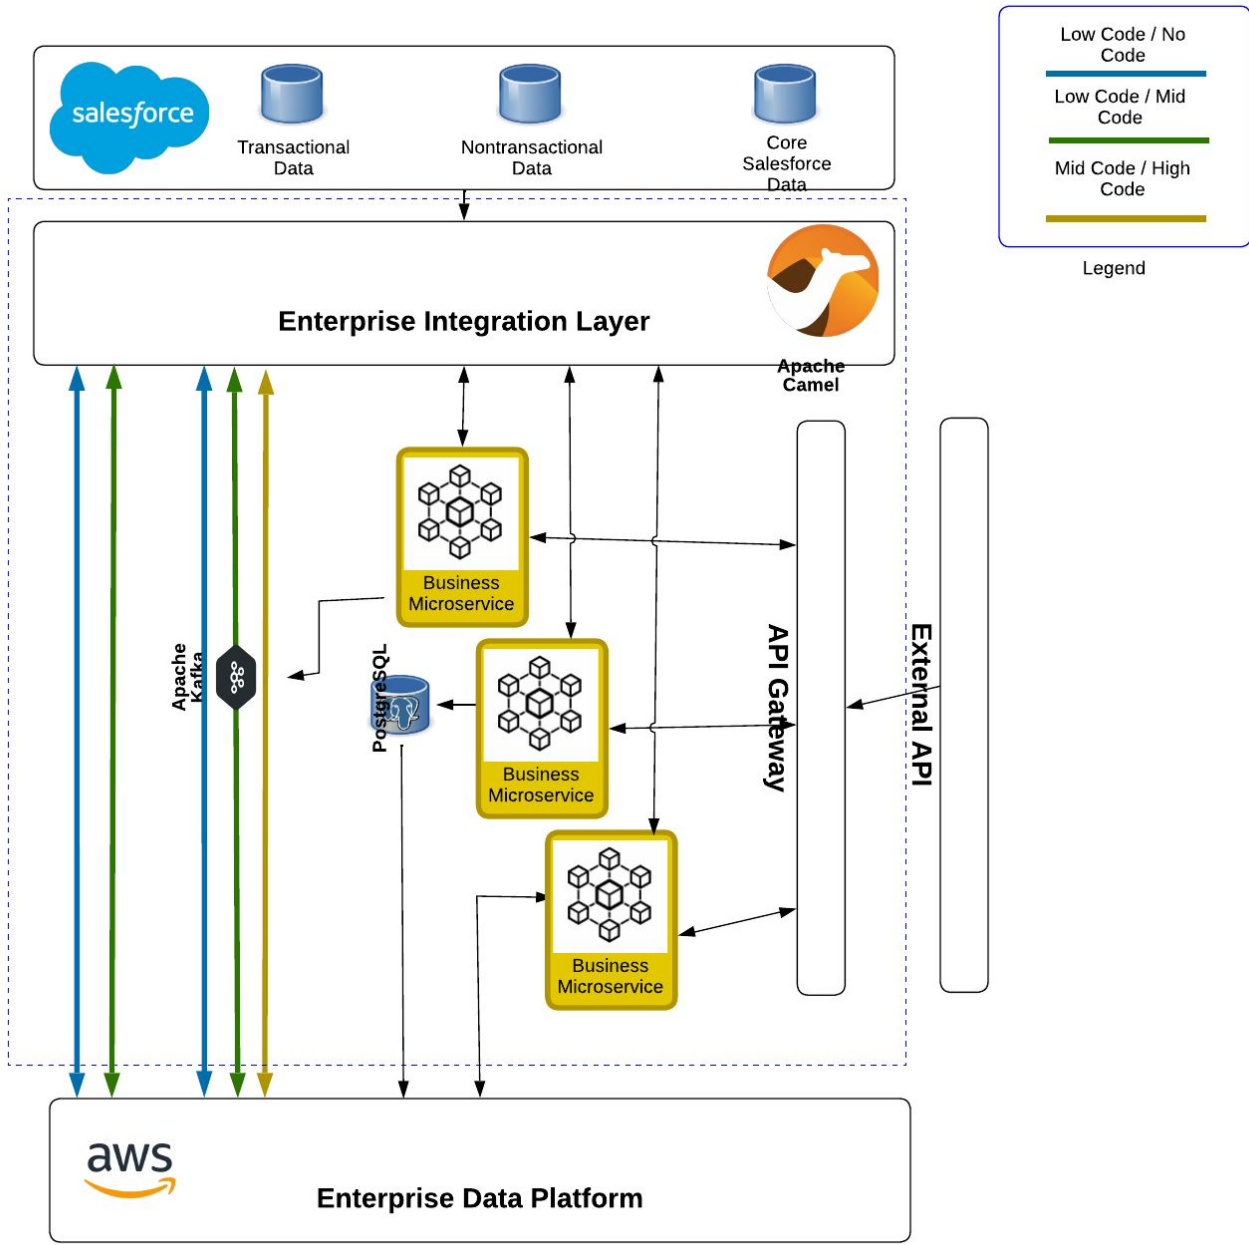 Low Code / No
Code
Low Code / Mid
Code
Mid Code / High
Code
Legend
salesforce
Transactional
Data
Nontransactional
Data
Core
Salesforce
Data
Enterprise Integration Layer
Apache
Camel
Business
Microservice
Apache
Kafka
PostgreSQL
Business
Microservice
API Gateway
External API
Business
Microservice
aws
Enterprise Data Platform